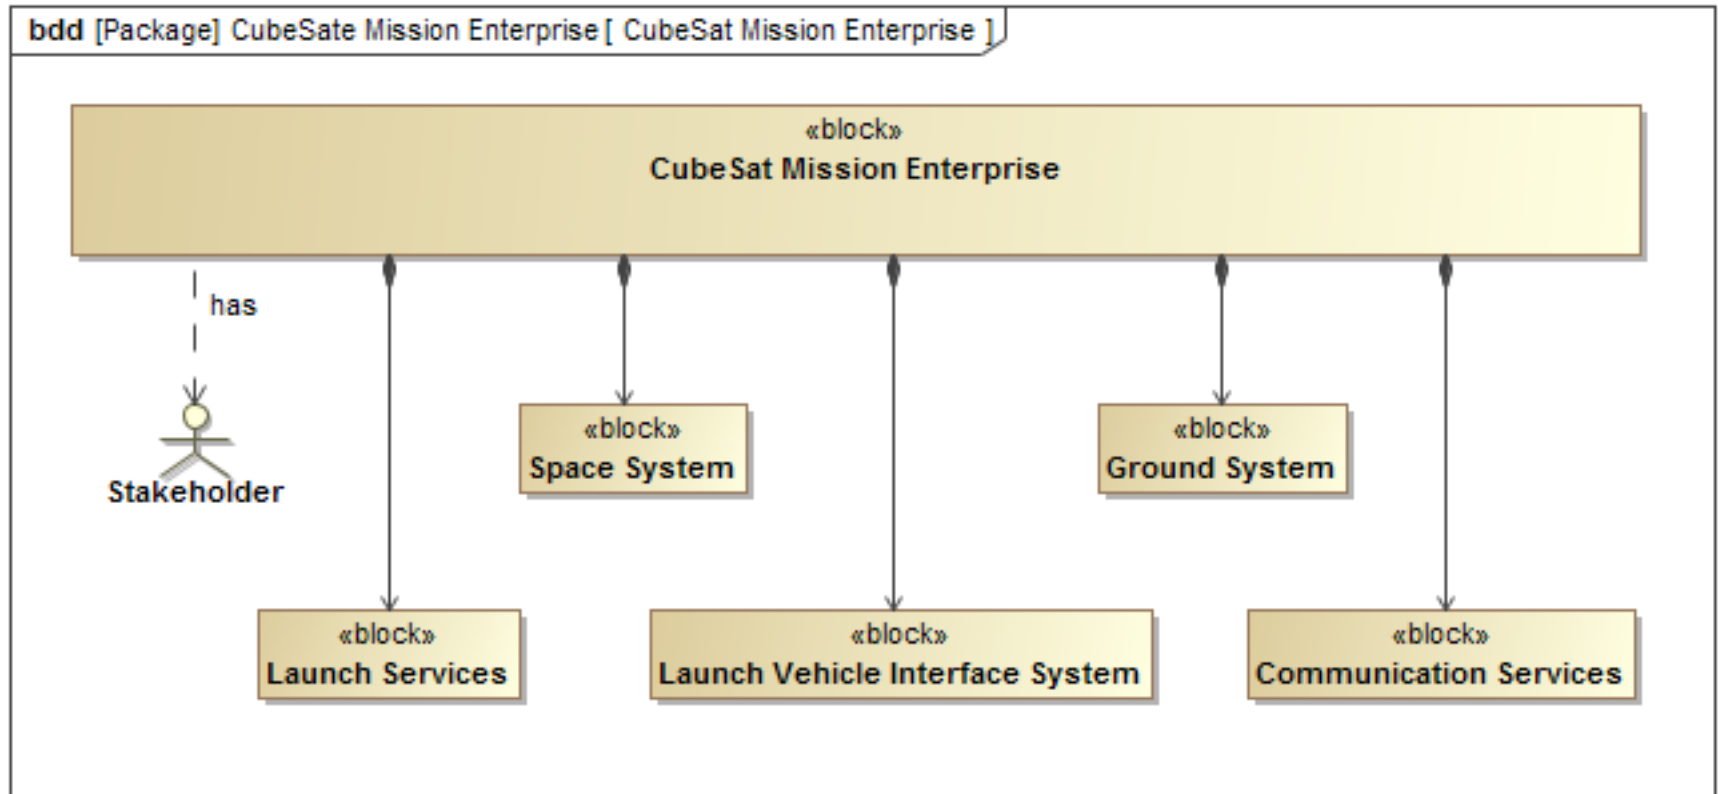 bdd [Package] CubeSate Mission Enterprise [ CubeSat Mission Enterprise ]
«block»
CubeSat Mission Enterprise
has
Stakeholder
«block»
Space System
«block»
Ground System
«block»
Launch Services
«block»
Launch Vehicle Interface System
«block»
Communication Services